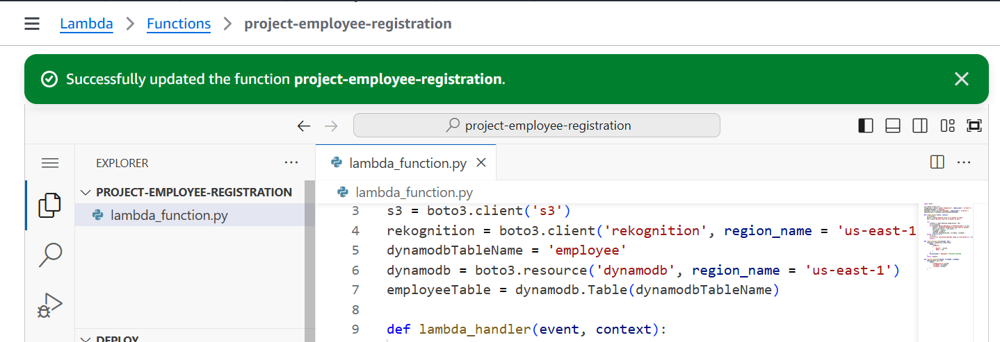 Lambda > Functions > project-employee-registration
Successfully updated the function project-employee-registration.
project-employee-registration
EXPLORER
lambda_function.py
PROJECT-EMPLOYEE-REGISTRATION
lambda_function.py
lambda_function.py
3 s3 = boto3.client('s3')
4 rekognition = boto3.client('rekognition', region_name = 'us-east-1
5 dynamodbTableName = 'employee'
6 dynamodb = boto3.resource('dynamodb', region_name = 'us-east-1')
7 employeeTable = dynamodb.Table(dynamodbTableName)
8
9 def lambda_handler(event, context):
DEPLOY